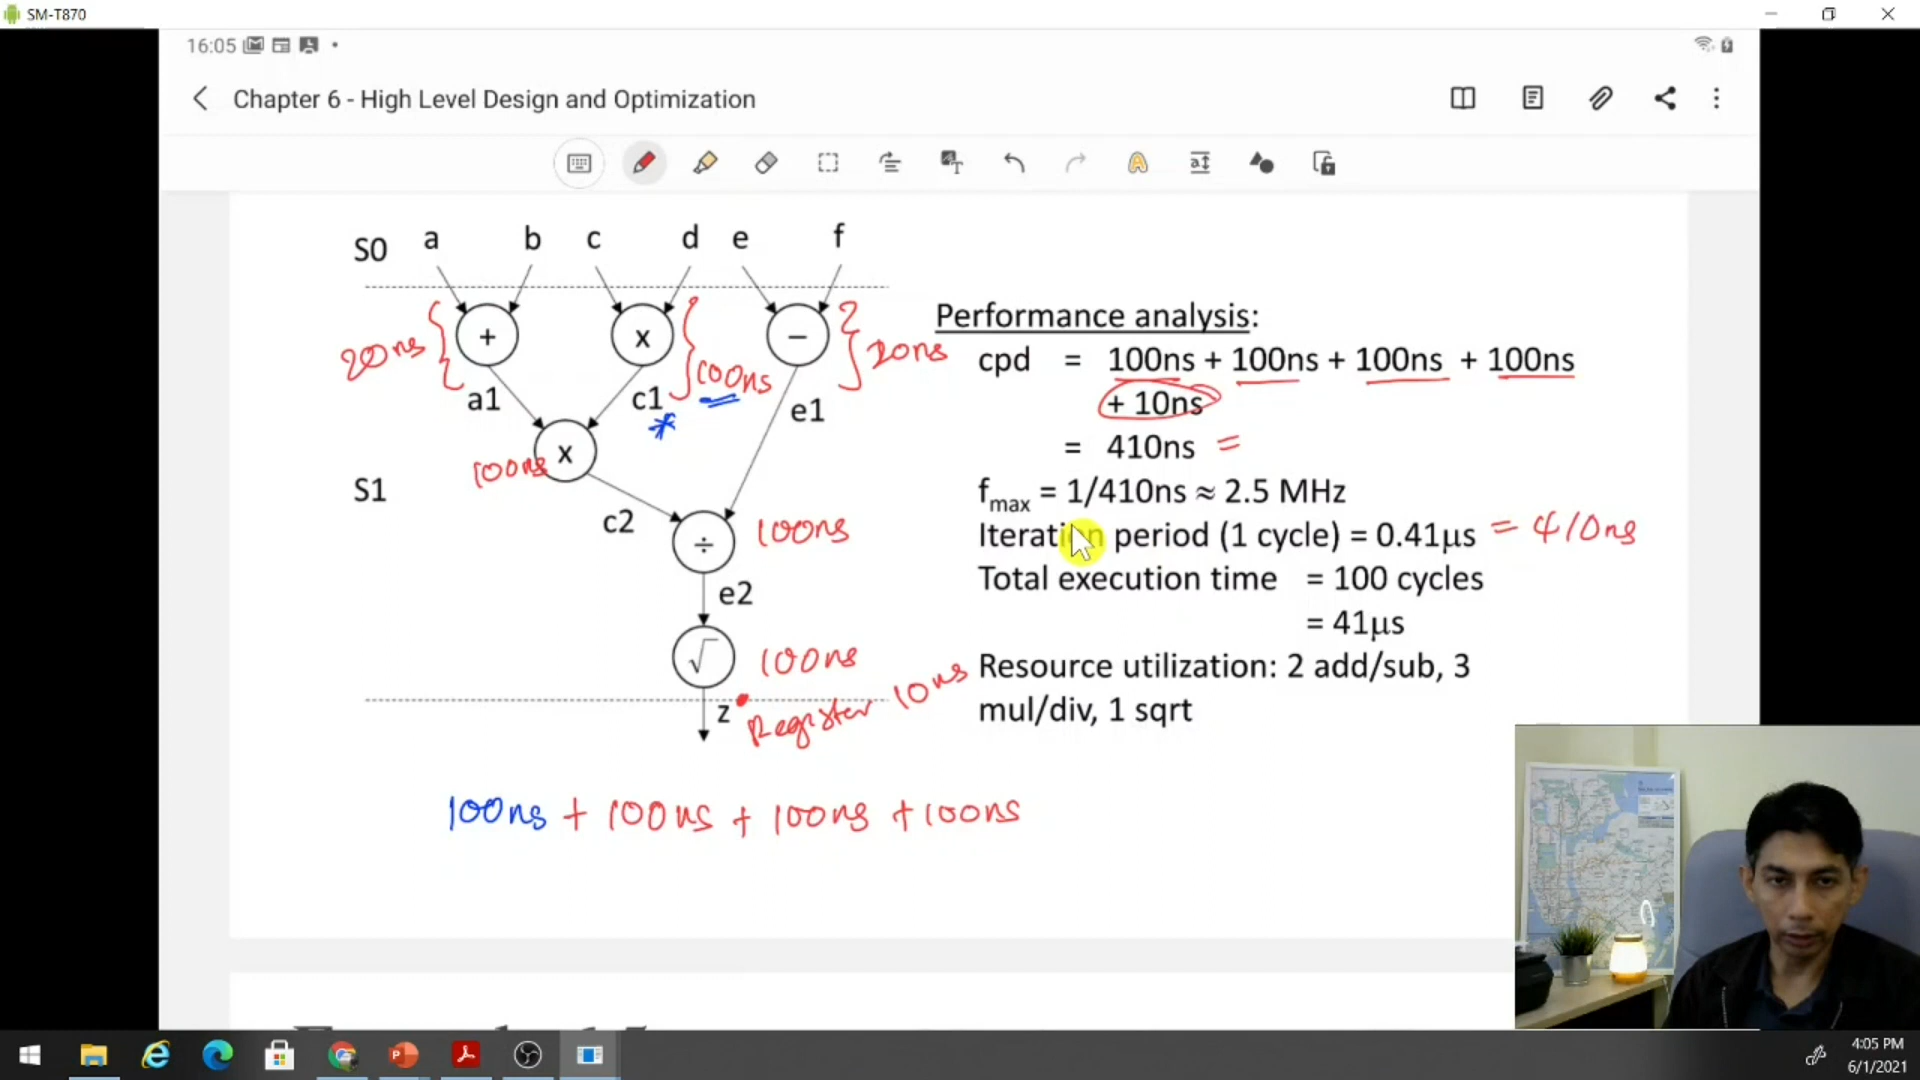 SM-T870
16:05
Chapter 6 - High Level Design and Optimization
S0 a b c d e f
+ x −
20ns 100ns 20ns
a1 c1 e1
*
x
100ns
S1
c2
÷ 100ns
e2
√ 100ns
z Register 10ns
100ns + 100ns + 100ns + 100ns
Performance analysis:
cpd = 100ns + 100ns + 100ns + 100ns
+ 10ns
= 410ns =
fmax = 1/410ns ≈ 2.5 MHz
Iteration period (1 cycle) = 0.41μs = 410ns
Total execution time = 100 cycles
= 41μs
Resource utilization: 2 add/sub, 3
mul/div, 1 sqrt
4:05 PM
6/1/2021